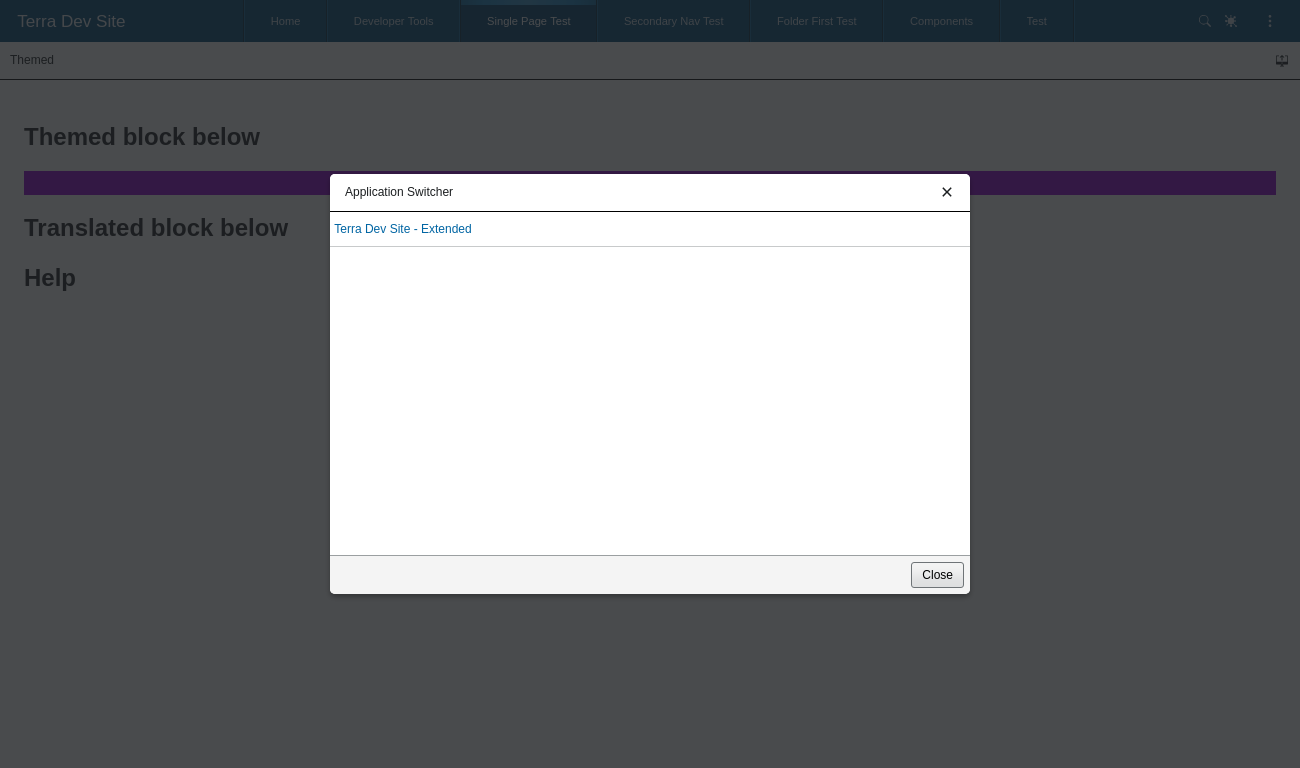 Terra Dev Site
Home
Developer Tools
Single Page Test
Secondary Nav Test
Folder First Test
Components
Test
Themed
Themed block below
Translated block below
Help
Application Switcher
Terra Dev Site - Extended
Close